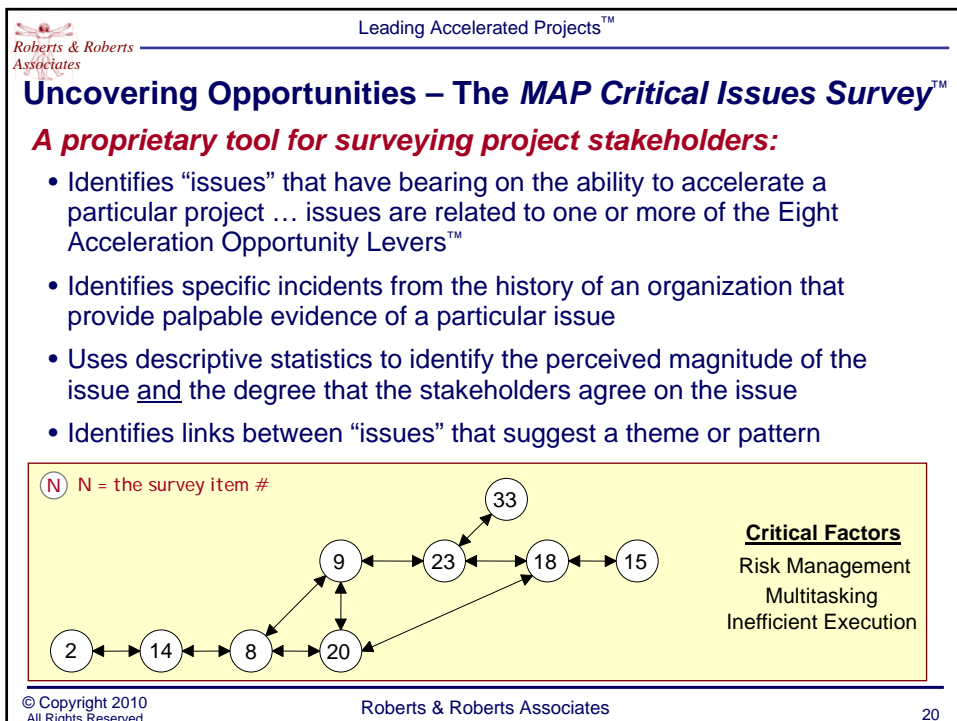 Leading Accelerated Projects™
Roberts & Roberts
Associates
Uncovering Opportunities – The MAP Critical Issues Survey™
A proprietary tool for surveying project stakeholders:
• Identifies “issues” that have bearing on the ability to accelerate a
particular project … issues are related to one or more of the Eight
Acceleration Opportunity Levers™
• Identifies specific incidents from the history of an organization that
provide palpable evidence of a particular issue
• Uses descriptive statistics to identify the perceived magnitude of the
issue and the degree that the stakeholders agree on the issue
• Identifies links between “issues” that suggest a theme or pattern
N N = the survey item #
33
9 23 18 15
2 14 8 20
Critical Factors
Risk Management
Multitasking
Inefficient Execution
© Copyright 2010
All Rights Reserved
Roberts & Roberts Associates
20